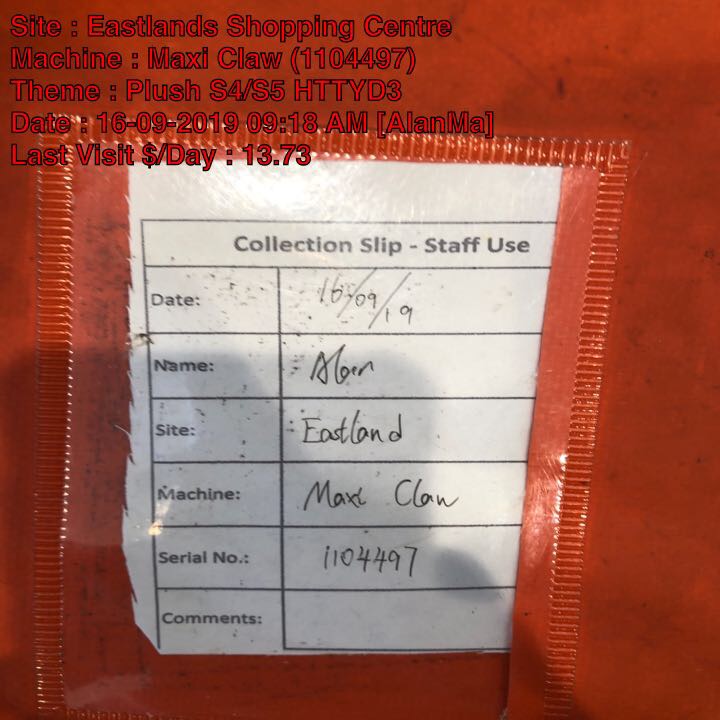 Site : Eastlands Shopping Centre
Machine : Maxi Claw (1104497)
Theme : Plush S4/S5 HTTYD3
Date : 16-09-2019 09:18 AM [AlanMa]
Last Visit $/Day : 13.73
Collection Slip - Staff Use
Date: 16/09/19
Name: Alan
Site: Eastland
Machine: Maxi Claw
Serial No.: 1104497
Comments: